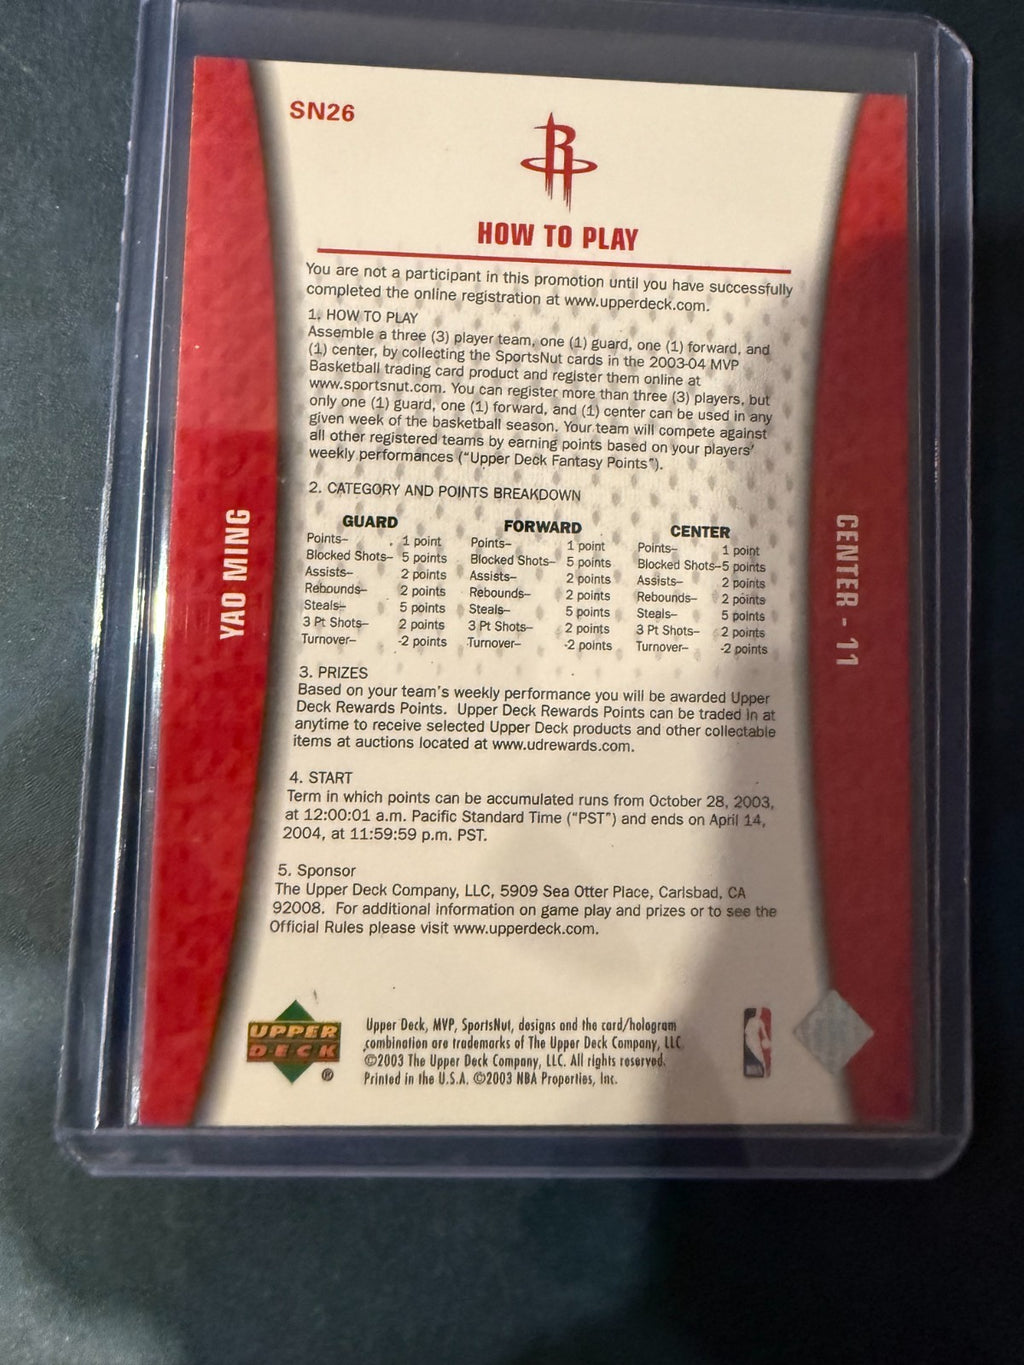 SN26
R
HOW TO PLAY
You are not a participant in this promotion until you have successfully
completed the online registration at www.upperdeck.com.
1. HOW TO PLAY
Assemble a three (3) player team, one (1) guard, one (1) forward, and
(1) center, by collecting the SportsNut cards in the 2003-04 MVP
Basketball trading card product and register them online at
www.sportsnut.com. You can register more than three (3) players, but
only one (1) guard, one (1) forward, and (1) center can be used in any
given week of the basketball season. Your team will compete against
all other registered teams by earning points based on your players'
weekly performances ("Upper Deck Fantasy Points").
2. CATEGORY AND POINTS BREAKDOWN
GUARD FORWARD CENTER
Points– 1 point Points– 1 point Points– 1 point
Blocked Shots– 5 points Blocked Shots– 5 points Blocked Shots–5 points
Assists– 2 points Assists– 2 points Assists– 2 points
Rebounds– 2 points Rebounds– 2 points Rebounds– 2 points
Steals– 5 points Steals– 5 points Steals– 5 points
3 Pt Shots– 2 points 3 Pt Shots– 2 points 3 Pt Shots– 2 points
Turnover– -2 points Turnover– -2 points Turnover– -2 points
3. PRIZES
Based on your team's weekly performance you will be awarded Upper
Deck Rewards Points. Upper Deck Rewards Points can be traded in at
anytime to receive selected Upper Deck products and other collectable
items at auctions located at www.udrewards.com.
4. START
Term in which points can be accumulated runs from October 28, 2003,
at 12:00:01 a.m. Pacific Standard Time ("PST") and ends on April 14,
2004, at 11:59:59 p.m. PST.
5. Sponsor
The Upper Deck Company, LLC, 5909 Sea Otter Place, Carlsbad, CA
92008. For additional information on game play and prizes or to see the
Official Rules please visit www.upperdeck.com.
YAO MING
CENTER - 11
UPPER
DECK
®
Upper Deck, MVP, SportsNut, designs and the card/hologram
combination are trademarks of The Upper Deck Company, LLC
©2003 The Upper Deck Company, LLC. All rights reserved.
Printed in the U.S.A. ©2003 NBA Properties, Inc.
NBA